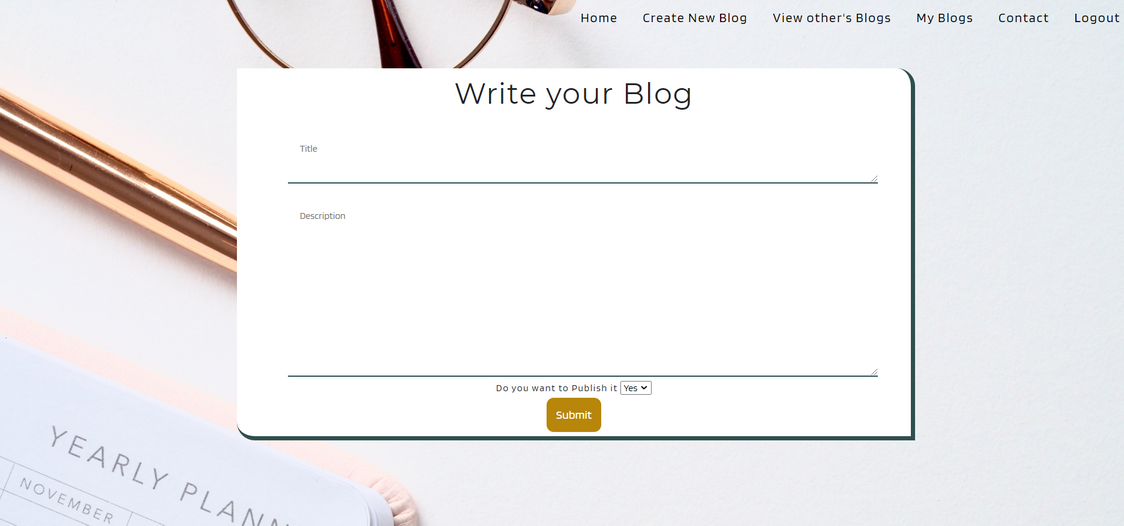 Home Create New Blog View other's Blogs My Blogs Contact Logout
Write your Blog
Title
Description
Do you want to Publish it Yes
Submit
YEARLY PLANN
NOVEMBER